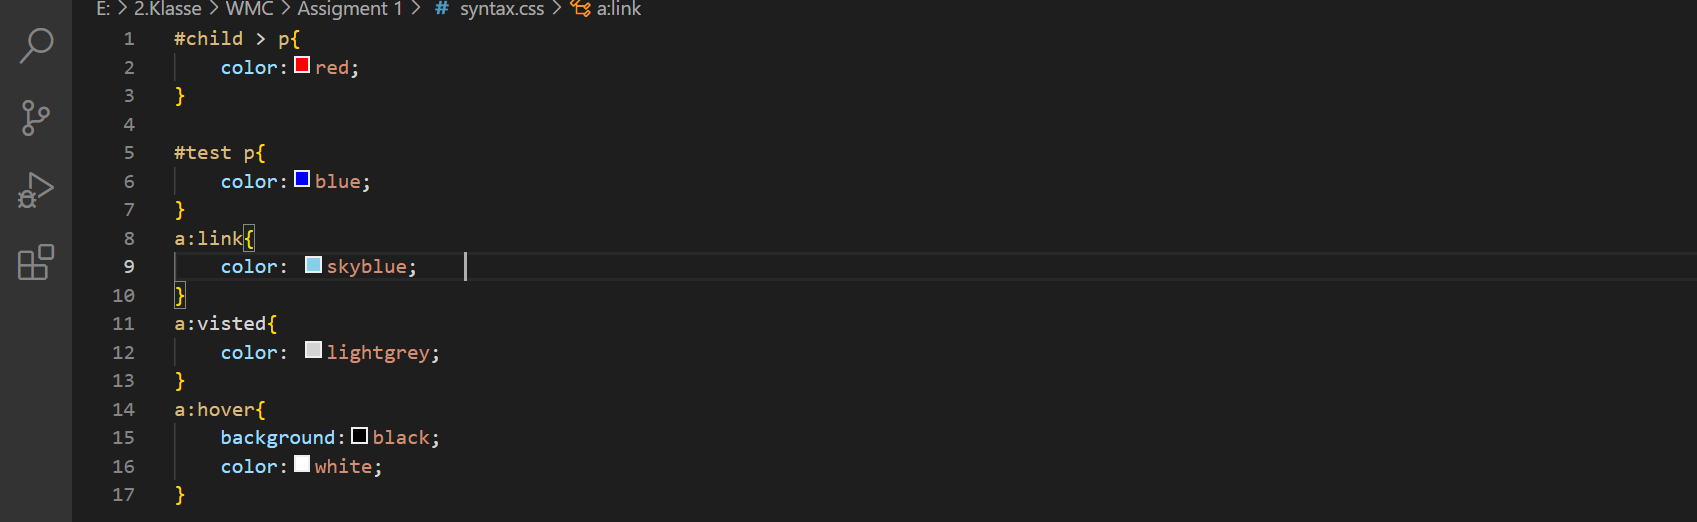 E: > 2.Klasse > WMC > Assigment 1 > # syntax.css > a:link
1 #child > p{
2 color:red;
3 }
4
5 #test p{
6 color:blue;
7 }
8 a:link{
9 color: skyblue;
10 }
11 a:visted{
12 color: lightgrey;
13 }
14 a:hover{
15 background:black;
16 color:white;
17 }